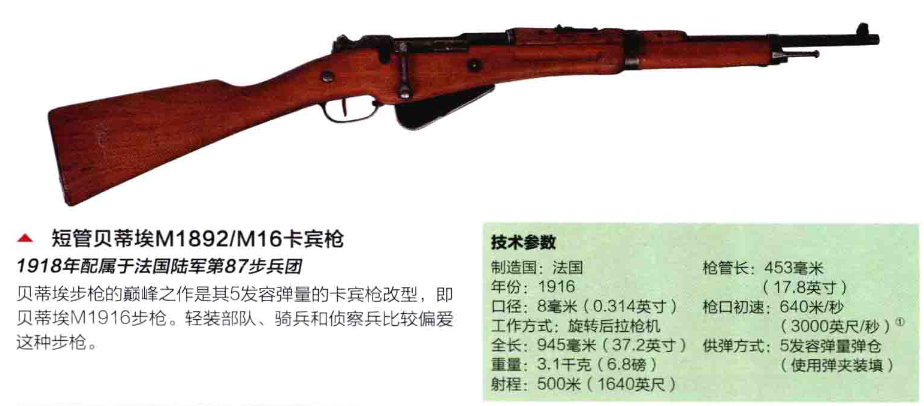 ▲ 短管贝蒂埃M1892/M16卡宾枪
1918年配属于法国陆军第87步兵团
贝蒂埃步枪的巅峰之作是其5发容弹量的卡宾枪改型，即
贝蒂埃M1916步枪。轻装部队、骑兵和侦察兵比较偏爱
这种步枪。
技术参数
制造国：法国
年份：1916
口径：8毫米（0.314英寸）
工作方式：旋转后拉枪机
全长：945毫米（37.2英寸）
重量：3.1千克（6.8磅）
射程：500米（1640英尺）
枪管长：453毫米
（17.8英寸）
枪口初速：640米/秒
（3000英尺/秒）①
供弹方式：5发容弹量弹仓
（使用弹夹装填）